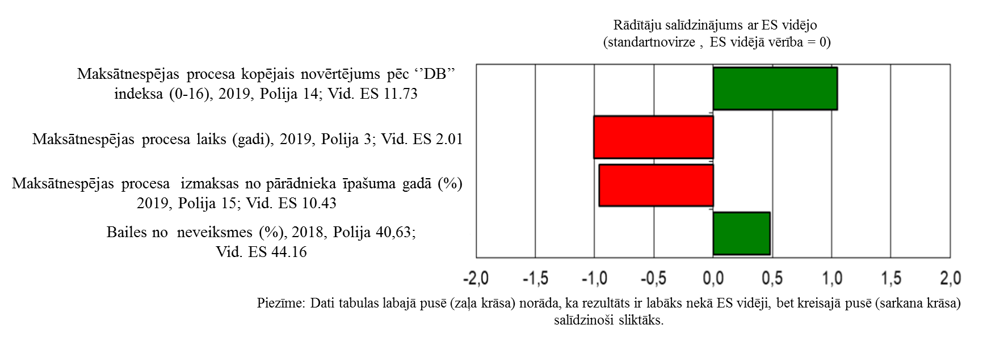 Rādītāju salīdzinājums ar ES vidējo
(standartnovirze , ES vidējā vērība = 0)
Maksātnespējas procesa kopējais novērtējums pēc ‘’DB”
indeksa (0-16), 2019, Polija 14; Vid. ES 11.73
Maksātnespējas procesa laiks (gadi), 2019, Polija 3; Vid. ES 2.01
Maksātnespējas procesa izmaksas no pārādnieka īpašuma gadā (%)
2019, Polija 15; Vid. ES 10.43
Bailes no neveiksmes (%), 2018, Polija 40,63;
Vid. ES 44.16
-2,0 -1,5 -1,0 -0,5 0,0 0,5 1,0 1,5 2,0
Piezīme: Dati tabulas labajā pusē (zaļa krāsa) norāda, ka rezultāts ir labāks nekā ES vidēji, bet kreisajā pusē (sarkana krāsa)
salīdzinoši sliktāks.